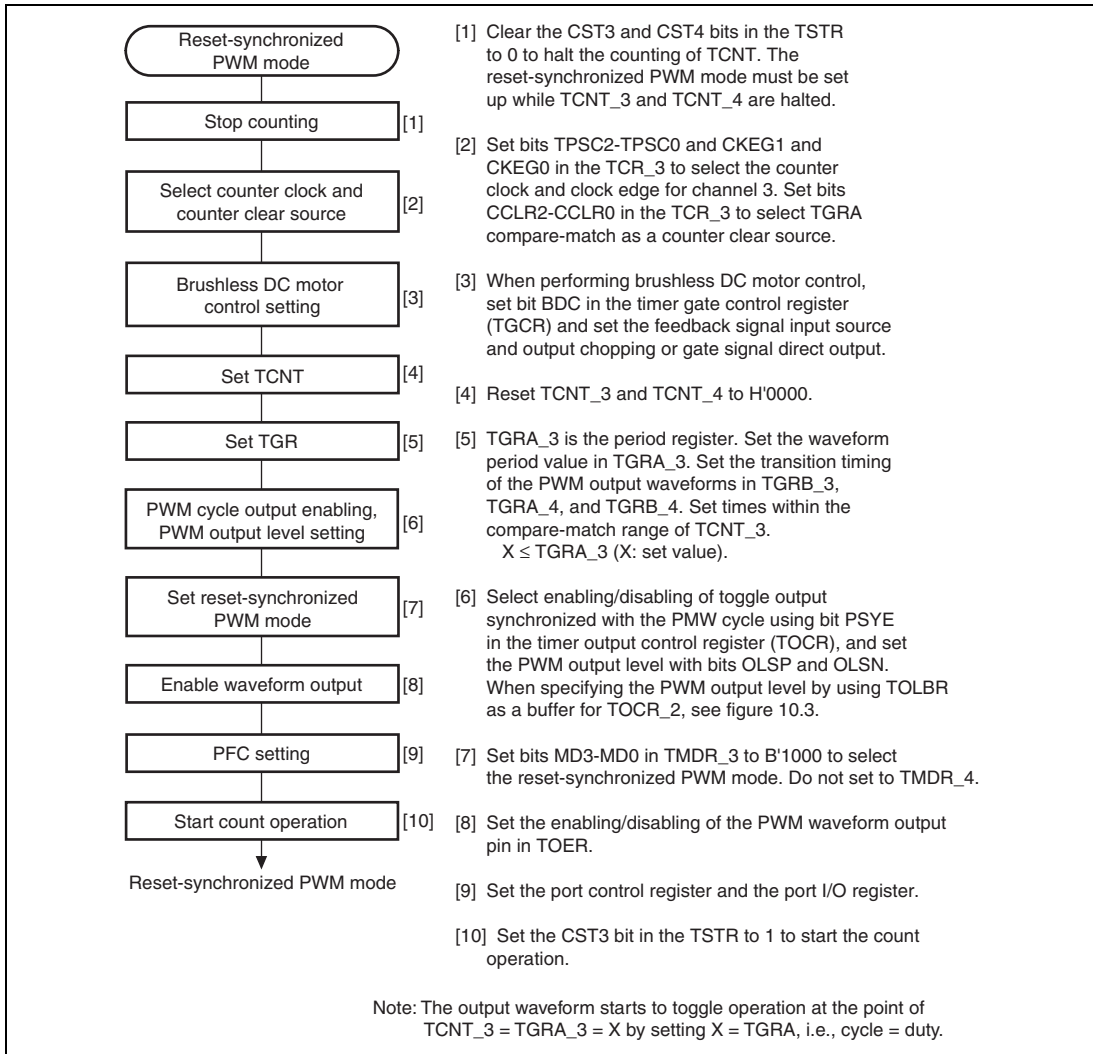 Reset-synchronized
PWM mode
Stop counting
[1]
Select counter clock and
counter clear source
[2]
Brushless DC motor
control setting
[3]
Set TCNT
[4]
Set TGR
[5]
PWM cycle output enabling,
PWM output level setting
[6]
Set reset-synchronized
PWM mode
[7]
Enable waveform output
[8]
PFC setting
[9]
Start count operation
[10]
Reset-synchronized PWM mode
[1] Clear the CST3 and CST4 bits in the TSTR
to 0 to halt the counting of TCNT. The
reset-synchronized PWM mode must be set
up while TCNT_3 and TCNT_4 are halted.
[2] Set bits TPSC2-TPSC0 and CKEG1 and
CKEG0 in the TCR_3 to select the counter
clock and clock edge for channel 3. Set bits
CCLR2-CCLR0 in the TCR_3 to select TGRA
compare-match as a counter clear source.
[3] When performing brushless DC motor control,
set bit BDC in the timer gate control register
(TGCR) and set the feedback signal input source
and output chopping or gate signal direct output.
[4] Reset TCNT_3 and TCNT_4 to H'0000.
[5] TGRA_3 is the period register. Set the waveform
period value in TGRA_3. Set the transition timing
of the PWM output waveforms in TGRB_3,
TGRA_4, and TGRB_4. Set times within the
compare-match range of TCNT_3.
X ≤ TGRA_3 (X: set value).
[6] Select enabling/disabling of toggle output
synchronized with the PMW cycle using bit PSYE
in the timer output control register (TOCR), and set
the PWM output level with bits OLSP and OLSN.
When specifying the PWM output level by using TOLBR
as a buffer for TOCR_2, see figure 10.3.
[7] Set bits MD3-MD0 in TMDR_3 to B'1000 to select
the reset-synchronized PWM mode. Do not set to TMDR_4.
[8] Set the enabling/disabling of the PWM waveform output
pin in TOER.
[9] Set the port control register and the port I/O register.
[10] Set the CST3 bit in the TSTR to 1 to start the count
operation.
Note: The output waveform starts to toggle operation at the point of
TCNT_3 = TGRA_3 = X by setting X = TGRA, i.e., cycle = duty.